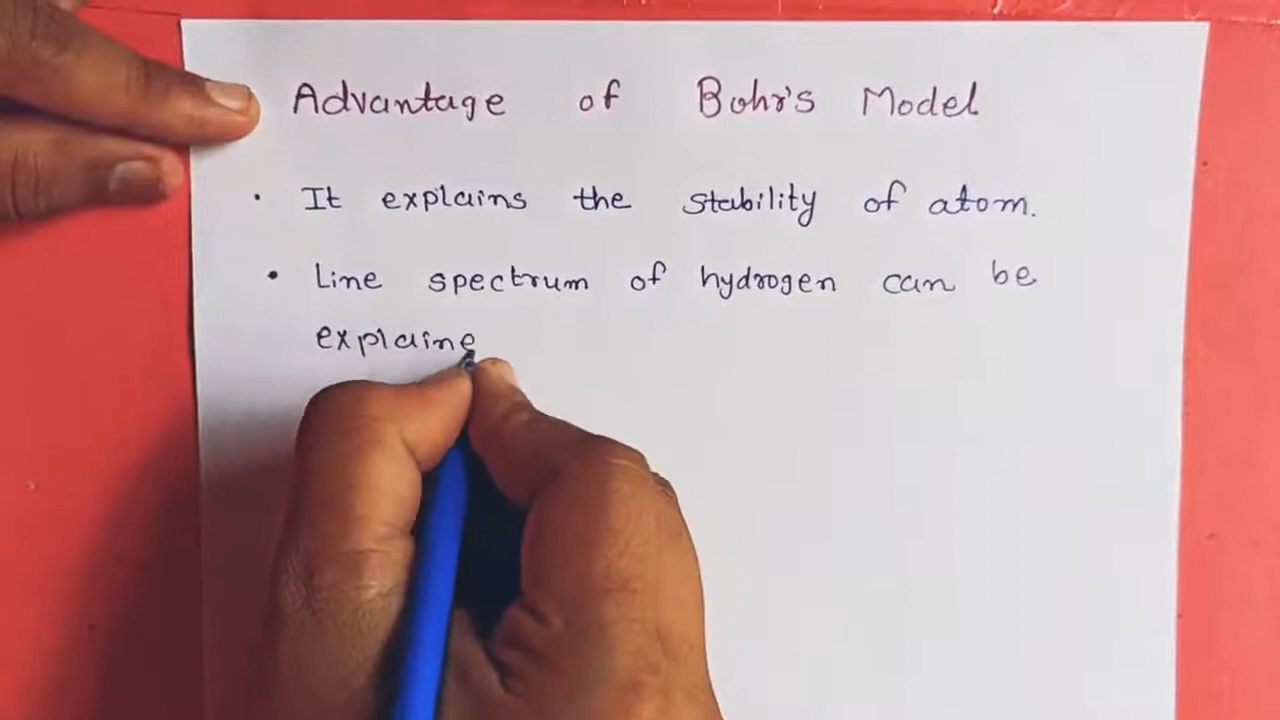 Advantage of Bohr's Model
• It explains the stability of atom.
• Line spectrum of hydrogen can be
explaine